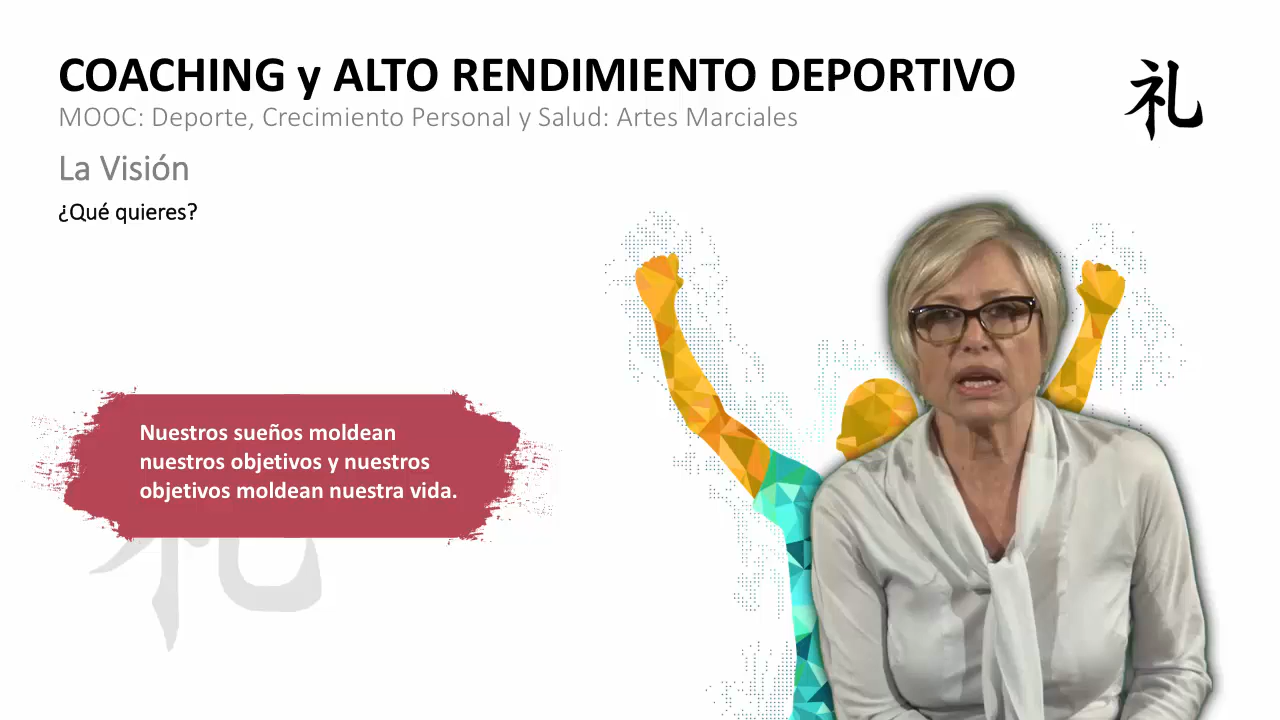 COACHING y ALTO RENDIMIENTO DEPORTIVO
MOOC: Deporte, Crecimiento Personal y Salud: Artes Marciales
礼
La Visión
¿Qué quieres?
Nuestros sueños moldean
nuestros objetivos y nuestros
objetivos moldean nuestra vida.
礼